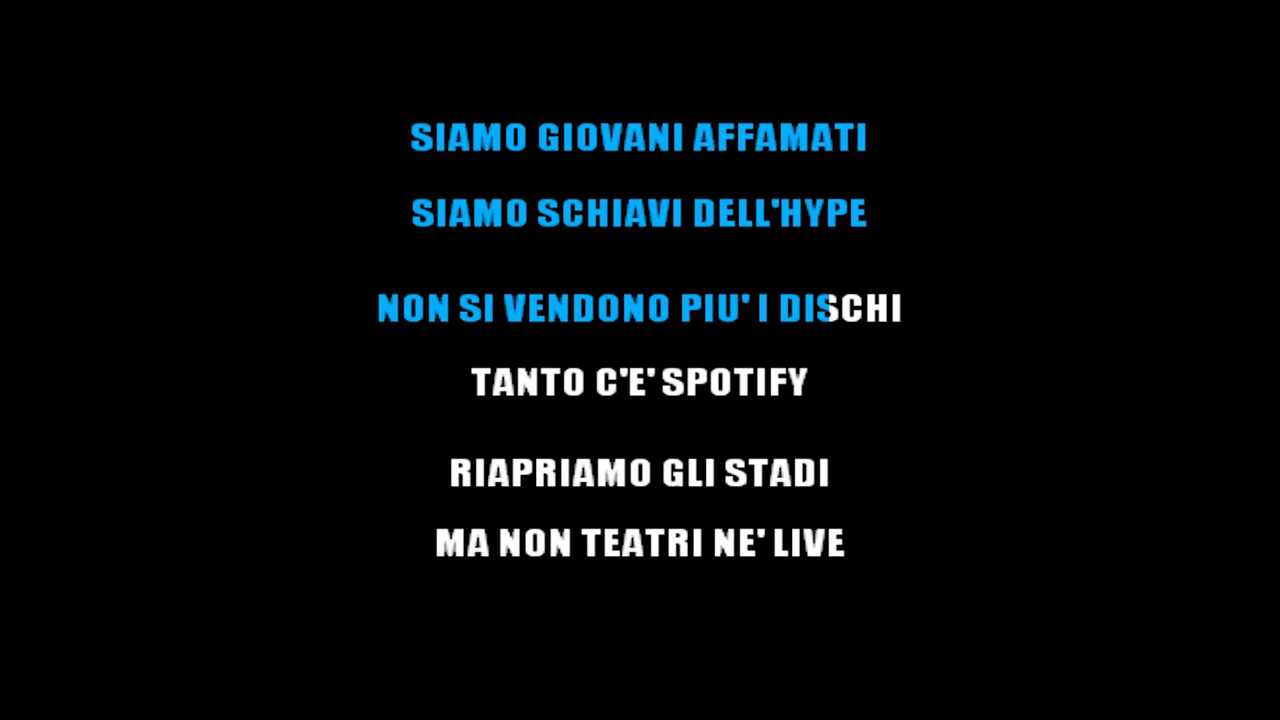 SIAMO GIOVANI AFFAMATI
SIAMO SCHIAVI DELL'HYPE
NON SI VENDONO PIU' I DISCHI
TANTO C'E' SPOTIFY
RIAPRIAMO GLI STADI
MA NON TEATRI NE' LIVE